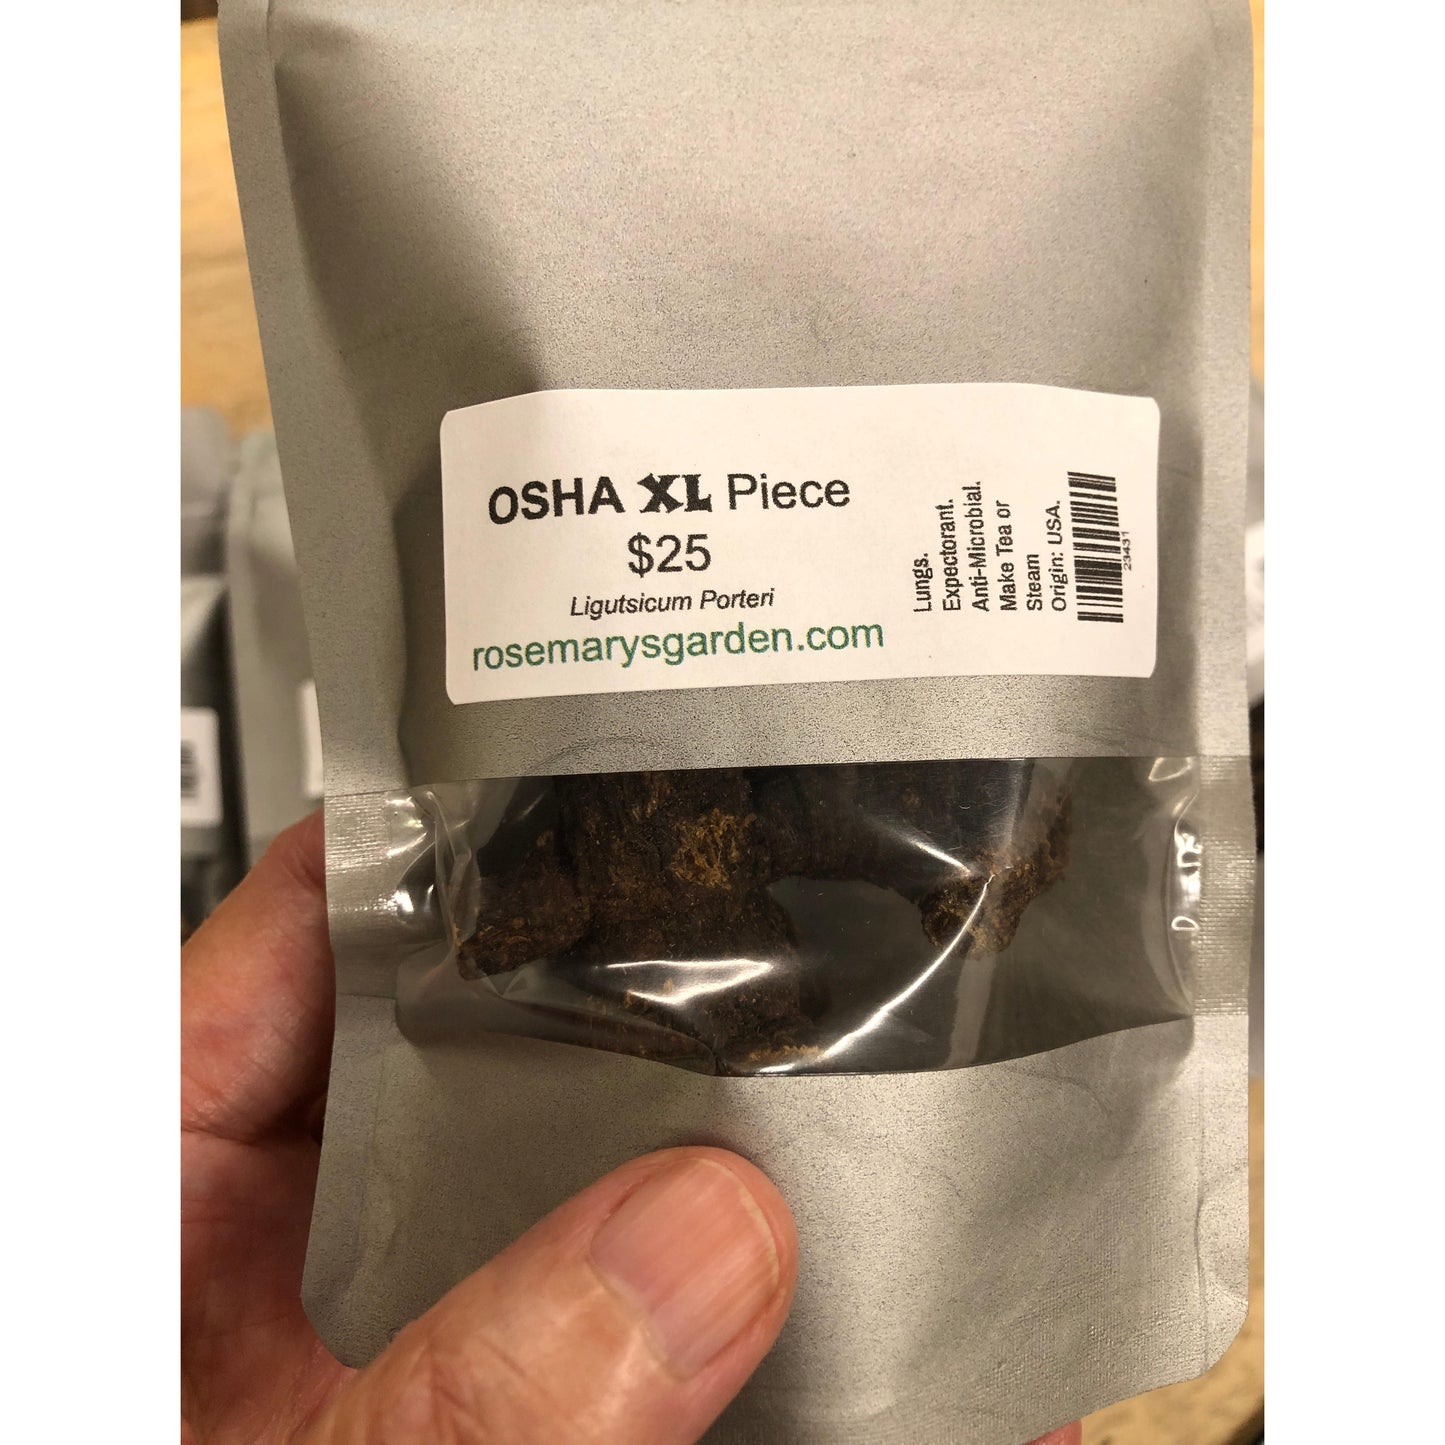 OSHA XL Piece
$25
Ligutsicum Porteri
rosemarysgarden.com
Lungs.
Expectorant.
Anti-Microbial.
Make Tea or
Steam
Origin: USA.
23431